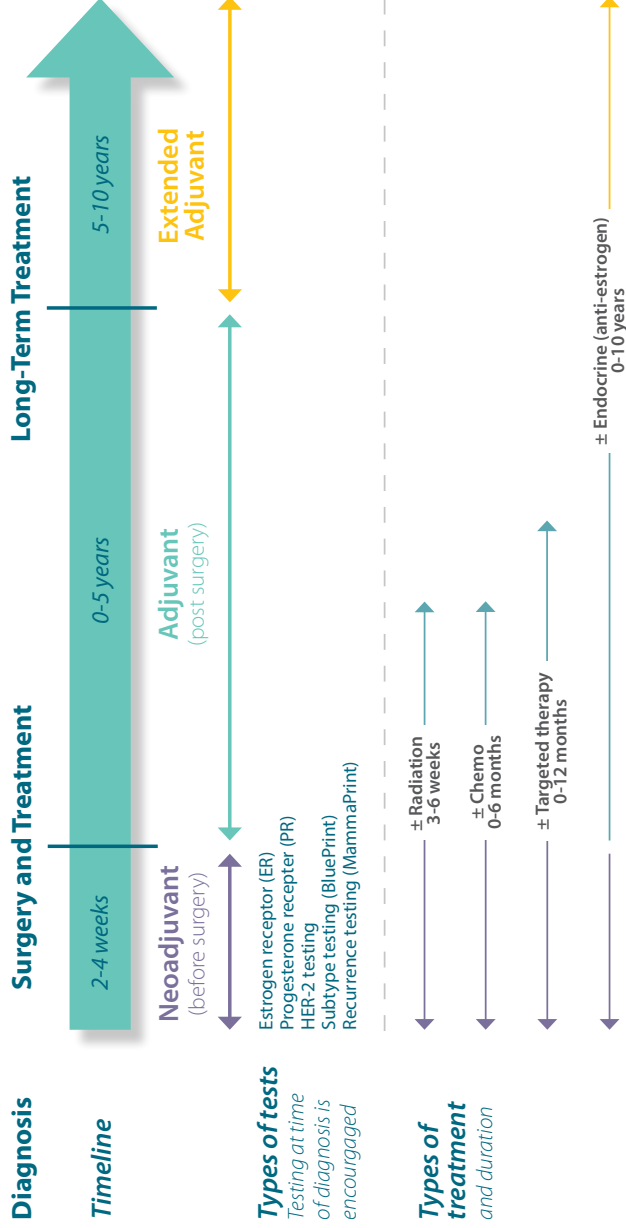 Diagnosis
Surgery and Treatment
Long-Term Treatment
Timeline
2-4 weeks
0-5 years
5-10 years
Neoadjuvant
(before surgery)
Adjuvant
(post surgery)
Extended
Adjuvant
Types of tests
Testing at time
of diagnosis is
encourgaged
Estrogen receptor (ER)
Progesterone recepter (PR)
HER-2 testing
Subtype testing (BluePrint)
Recurrence testing (MammaPrint)
Types of
treatment
and duration
± Radiation
3-6 weeks
± Chemo
0-6 months
± Targeted therapy
0-12 months
± Endocrine (anti-estrogen)
0-10 years